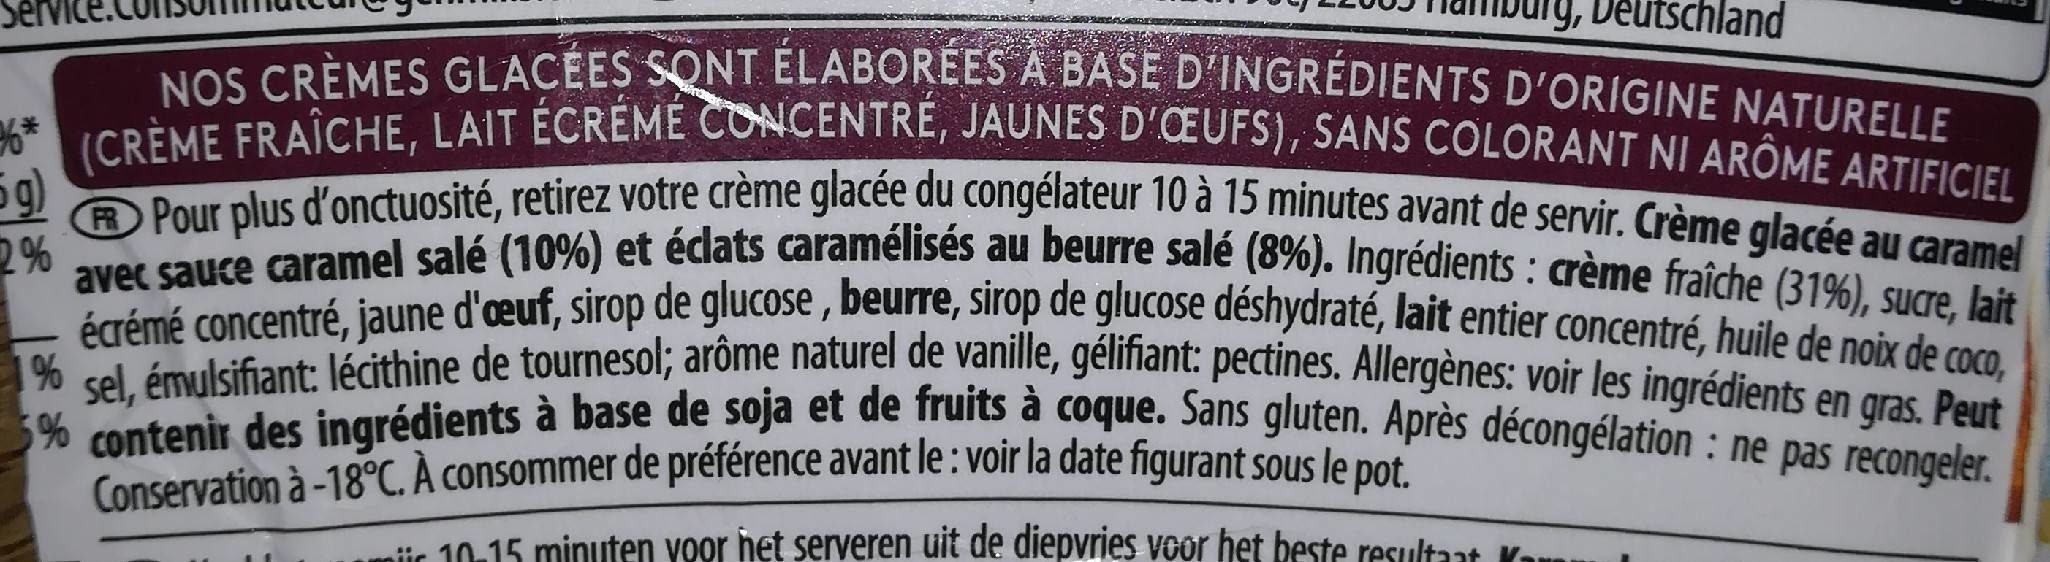 Deutschland
NOS CRÈMES GLACÉES SONT ÉLABORÉES À BASE D'INGRÉDIENTS D'ORIGINE NATURELLE
%* (CRÈME FRAÎCHE, LAIT ÉCRÉMÉ CONCENTRÉ, JAUNES D'ŒUFS), SANS COLORANT NI ARÔME ARTIFICIEL
g) FR Pour plus d'onctuosité, retirez votre crème glacée du congélateur 10 à 15 minutes avant de servir. Crème glacée au caramel
2% avec sauce caramel salé (10%) et éclats caramélisés au beurre salé (8%). Ingrédients : crème fraîche (31%), sucre, lait
écrémé concentré, jaune d'œuf, sirop de glucose , beurre, sirop de glucose déshydraté, lait entier concentré, huile de noix de coco,
% sel, émulsifiant: lécithine de tournesol; arôme naturel de vanille, gélifiant: pectines. Allergènes: voir les ingrédients en gras. Peut
% contenir des ingrédients à base de soja et de fruits à coque. Sans gluten. Après décongélation : ne pas recongeler.
Conservation à -18°C. À consommer de préférence avant le : voir la date figurant sous le pot.
10-15 minuten voor het serveren uit de diepvries voor het beste resultaat